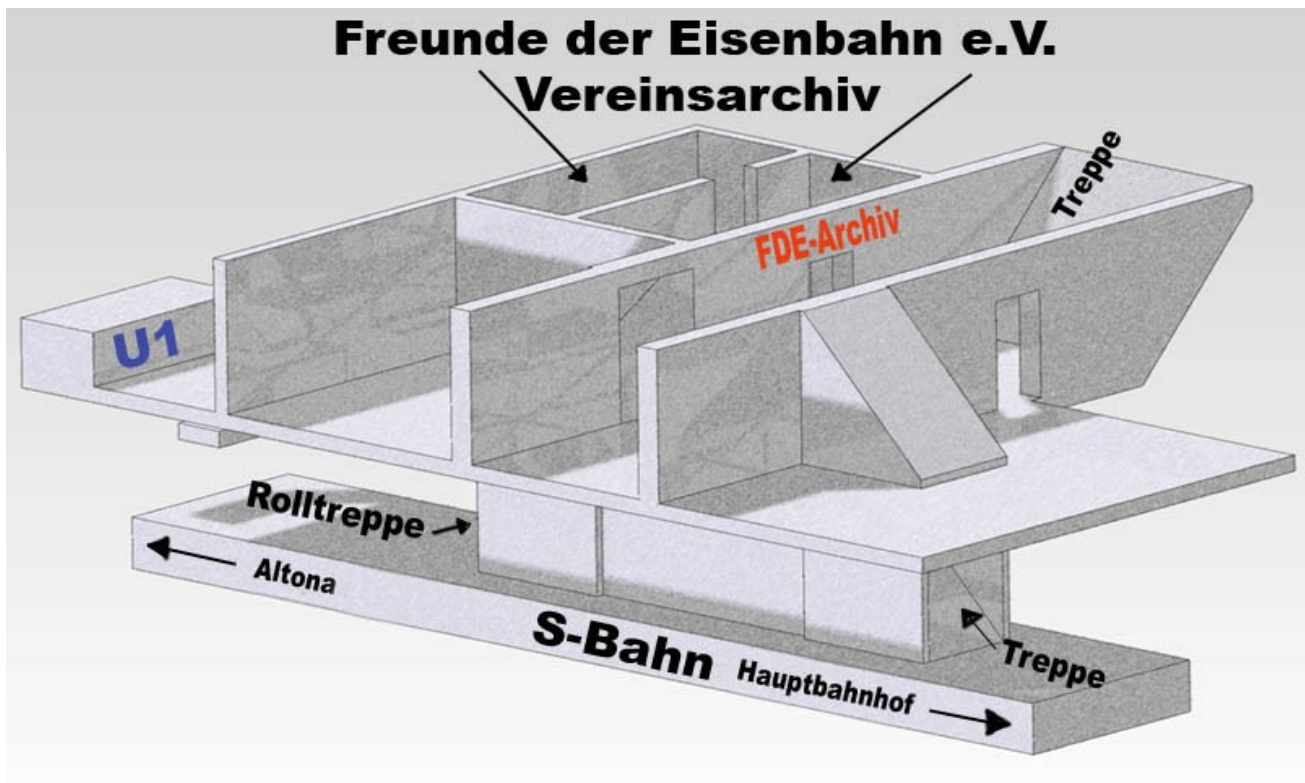 Freunde der Eisenbahn e.V.
Vereinsarchiv
Treppe
FDE-Archiv
U1
Rolltreppe
Altona
S-Bahn
Hauptbahnhof
Treppe